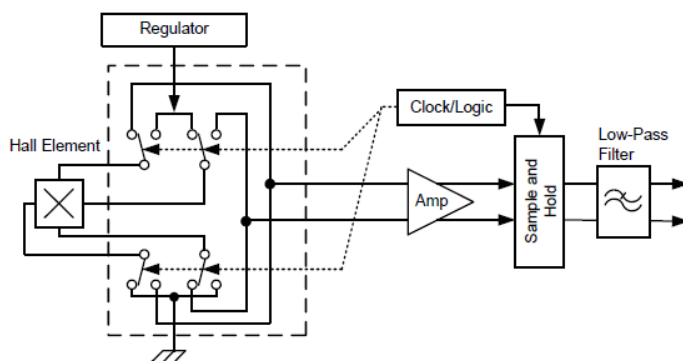 Regulator
Clock/Logic
Hall Element
Low-Pass
Filter
Amp
Sample and
Hold